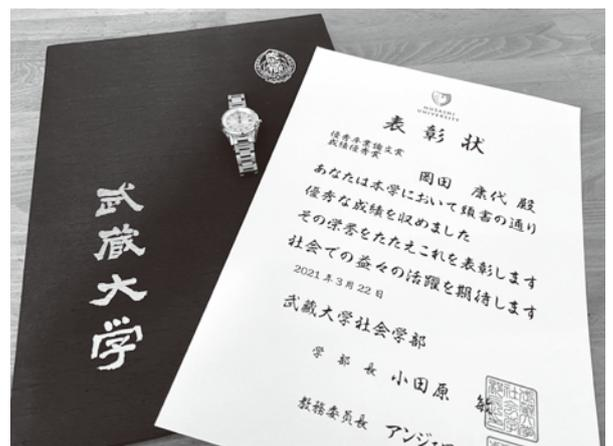 武蔵大学
MUSASHI
UNIVERSITY
表彰状
優秀卒業論文賞
成績優秀賞
岡田 康代 殿
あなたは本学において頭書の通り
優秀な成績を収めました
その栄誉をたたえこれを表彰します
社会での益々の活躍を期待します
2021年3月22日
武蔵大学社会学部
学部長 小田原 敏
教務委員長 アンジェ